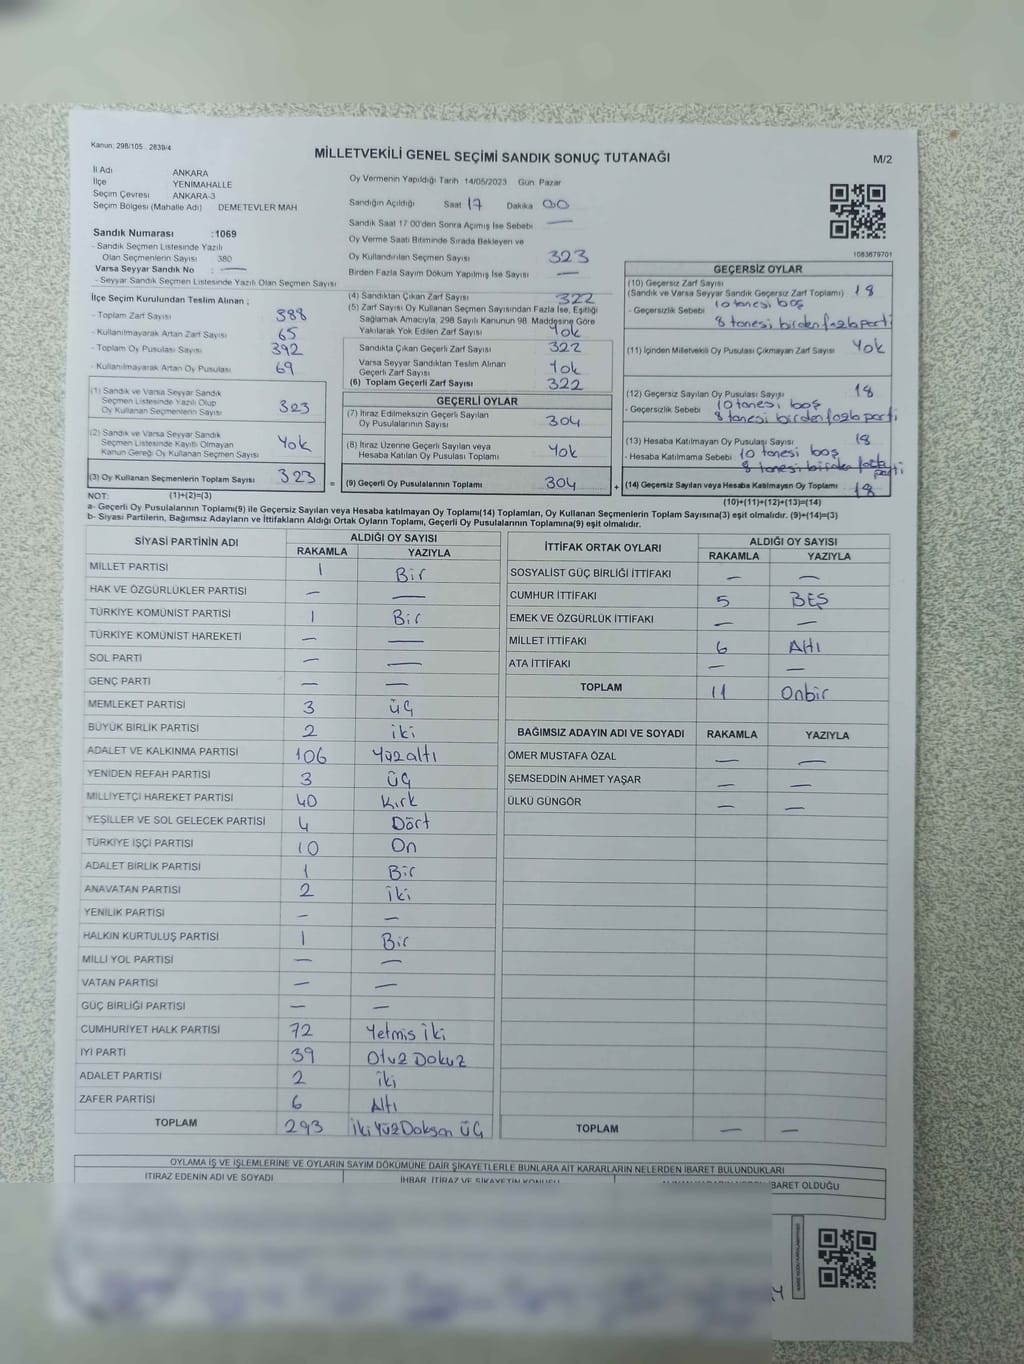 Kanun: 298/105 . 2839/4
MİLLETVEKİLİ GENEL SEÇİMİ SANDIK SONUÇ TUTANAĞI
M/2
İl Adı ANKARA
İlçe YENİMAHALLE
Seçim Çevresi ANKARA-3
Seçim Bölgesi (Mahalle Adı) DEMETEVLER MAH
Sandık Numarası :1069
- Sandık Seçmen Listesinde Yazılı
Olan Seçmenlerin Sayısı 380
Varsa Seyyar Sandık No : —
- Seyyar Sandık Seçmen Listesinde Yazılı Olan Seçmen Sayısı
İlçe Seçim Kurulundan Teslim Alınan ;
- Toplam Zarf Sayısı 388
- Kullanılmayarak Artan Zarf Sayısı 65
- Toplam Oy Pusulası Sayısı 392
- Kullanılmayarak Artan Oy Pusulası 69
(1) Sandık ve Varsa Seyyar Sandık
Seçmen Listesinde Yazılı Olup
Oy Kullanan Seçmenlerin Sayısı 323
(2) Sandık ve Varsa Seyyar Sandık
Seçmen Listesinde Kayıtlı Olmayan
Kanun Gereği Oy Kullanan Seçmen Sayısı Yok
(3) Oy Kullanan Seçmenlerin Toplam Sayısı 323 =
Oy Vermenin Yapıldığı Tarih 14/05/2023 Gün: Pazar
Sandığın Açıldığı Saat 17 Dakika 00
Sandık Saat 17.00'den Sonra Açımış İse Sebebi —
Oy Verme Saati Bitiminde Sırada Bekleyen ve
Oy Kullandırılan Seçmen Sayısı 323
Birden Fazla Sayım Döküm Yapılmış İse Sayısı —
(4) Sandıktan Çıkan Zarf Sayısı 322
(5) Zarf Sayısı Oy Kullanan Seçmen Sayısından Fazla İse, Eşitliği
Sağlamak Amacıyla, 298 Sayılı Kanunun 98. Maddesine Göre
Yakılarak Yok Edilen Zarf Sayısı Yok
Sandıkta Çıkan Geçerli Zarf Sayısı 322
Varsa Seyyar Sandıktan Teslim Alınan
Geçerli Zarf Sayısı Yok
(6) Toplam Geçerli Zarf Sayısı 322
GEÇERLİ OYLAR
(7) İtiraz Edilmeksizin Geçerli Sayılan
Oy Pusulalarının Sayısı 304
(8) İtiraz Üzerine Geçerli Sayılan veya
Hesaba Katılan Oy Pusulası Toplamı Yok
(9) Geçerli Oy Pusulalarının Toplamı 304 +
1083679701
GEÇERSİZ OYLAR
(10) Geçersiz Zarf Sayısı
(Sandık ve Varsa Seyyar Sandık Geçersiz Zarf Toplamı) 18
- Geçersizlik Sebebi 10 tanesi boş
8 tanesi birden fazla parti
(11) İçinden Milletvekili Oy Pusulası Çıkmayan Zarf Sayısı Yok
(12) Geçersiz Sayılan Oy Pusulası Sayısı 18
- Geçersizlik Sebebi 10 tanesi boş
8 tanesi birden fazla parti
(13) Hesaba Katılmayan Oy Pusulası Sayısı 18
- Hesaba Katılmama Sebebi 10 tanesi boş
8 tanesi birden fazla parti
(14) Geçersiz Sayılan veya Hesaba Katılmayan Oy Toplamı 18
NOT: (1)+(2)=(3)
(10)+(11)+(12)+(13)=(14)
a- Geçerli Oy Pusulalarının Toplamı(9) ile Geçersiz Sayılan veya Hesaba katılmayan Oy Toplamı(14) Toplamları, Oy Kullanan Seçmenlerin Toplam Sayısına(3) eşit olmalıdır. (9)+(14)=(3)
b- Siyasi Partilerin, Bağımsız Adayların ve İttifakların Aldığı Ortak Oyların Toplamı, Geçerli Oy Pusulalarının Toplamına(9) eşit olmalıdır.
SİYASİ PARTİNİN ADI ALDIĞI OY SAYISI
RAKAMLA YAZIYLA
MİLLET PARTİSİ 1 Bir
HAK VE ÖZGÜRLÜKLER PARTİSİ — —
TÜRKİYE KOMÜNİST PARTİSİ 1 Bir
TÜRKİYE KOMÜNİST HAREKETİ — —
SOL PARTİ — —
GENÇ PARTİ — —
MEMLEKET PARTİSİ 3 üç
BÜYÜK BİRLİK PARTİSİ 2 iki
ADALET VE KALKINMA PARTİSİ 106 Yüzaltı
YENİDEN REFAH PARTİSİ 3 üç
MİLLİYETÇİ HAREKET PARTİSİ 40 Kırk
YEŞİLLER VE SOL GELECEK PARTİSİ 4 Dört
TÜRKİYE İŞÇİ PARTİSİ 10 On
ADALET BİRLİK PARTİSİ 1 Bir
ANAVATAN PARTİSİ 2 iki
YENİLİK PARTİSİ — —
HALKIN KURTULUŞ PARTİSİ 1 Bir
MİLLİ YOL PARTİSİ — —
VATAN PARTİSİ — —
GÜÇ BİRLİĞİ PARTİSİ — —
CUMHURİYET HALK PARTİSİ 72 Yetmis iki
İYİ PARTİ 39 Otuz Dokuz
ADALET PARTİSİ 2 iki
ZAFER PARTİSİ 6 Altı
TOPLAM 293 İki Yüz Doksan Üç
İTTİFAK ORTAK OYLARI ALDIĞI OY SAYISI
RAKAMLA YAZIYLA
SOSYALİST GÜÇ BİRLİĞİ İTTİFAKI — —
CUMHUR İTTİFAKI 5 BEŞ
EMEK VE ÖZGÜRLÜK İTTİFAKI — —
MİLLET İTTİFAKI 6 Altı
ATA İTTİFAKI — —
TOPLAM 11 Onbir
BAĞIMSIZ ADAYIN ADI VE SOYADI RAKAMLA YAZIYLA
ÖMER MUSTAFA ÖZAL — —
ŞEMSEDDİN AHMET YAŞAR — —
ÜLKÜ GÜNGÖR — —
TOPLAM — —
OYLAMA İŞ VE İŞLEMLERİNE VE OYLARIN SAYIM DÖKÜMÜNE DAİR ŞİKAYETLERLE BUNLARA AİT KARARLARIN NELERDEN İBARET BULUNDUKLARI
İTİRAZ EDENİN ADI VE SOYADI
İHBAR, İTİRAZ VE ŞİKAYETİN KONUSU
İBARET OLDUĞU